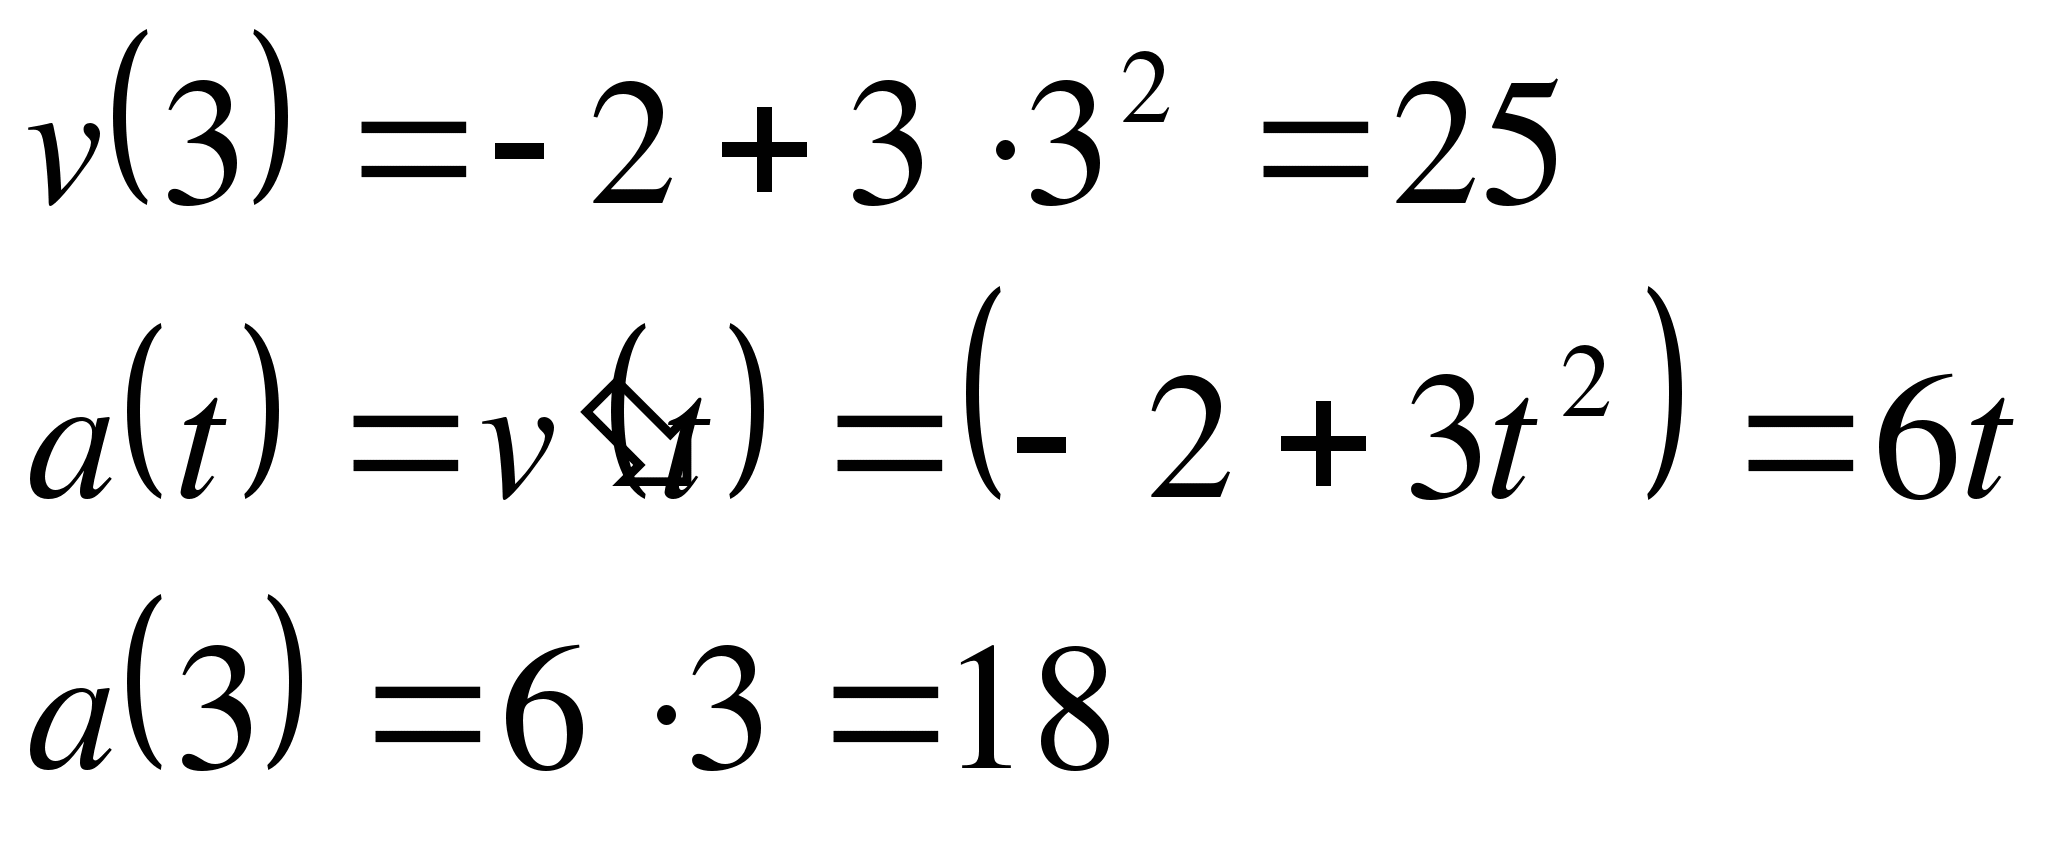 v(3) = - 2 + 3 · 3² = 25
a(t) = v(t) = (- 2 + 3t²) = 6t
a(3) = 6 · 3 = 18